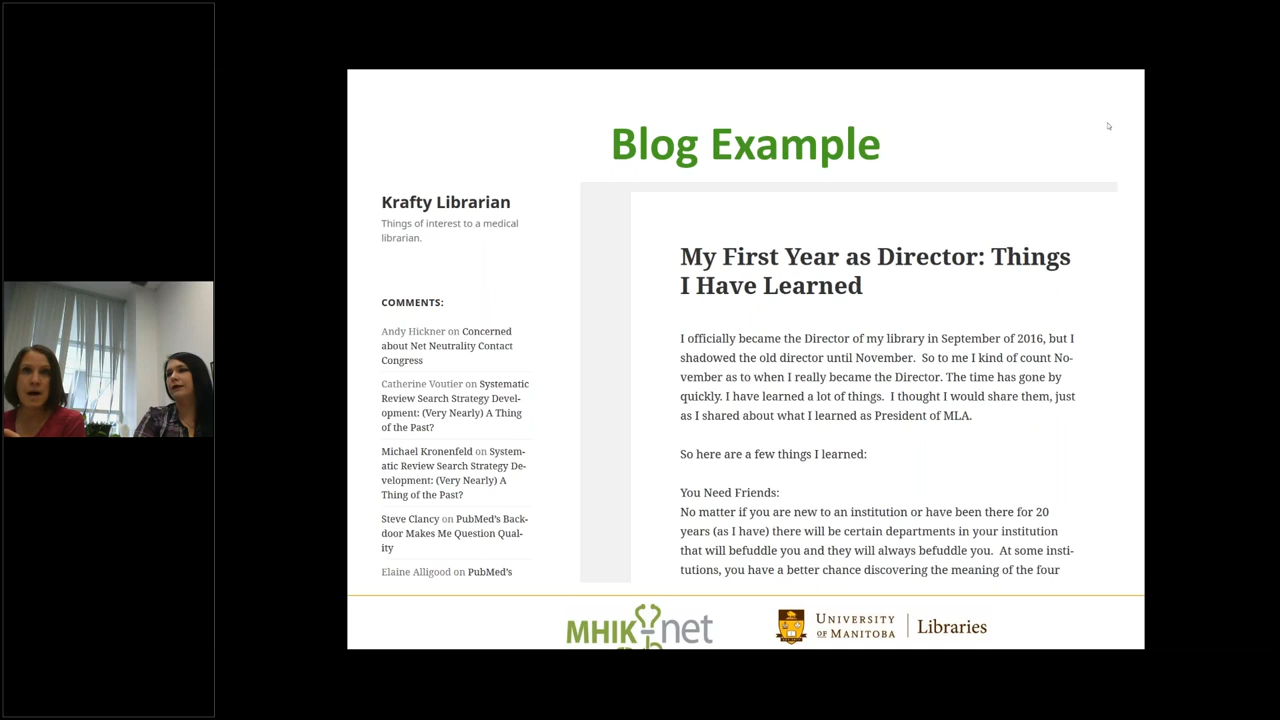 Blog Example
Krafty Librarian
Things of interest to a medical
librarian.
COMMENTS:
Andy Hickner on Concerned
about Net Neutrality Contact
Congress
Catherine Voutier on Systematic
Review Search Strategy Devel-
opment: (Very Nearly) A Thing
of the Past?
Michael Kronenfeld on System-
atic Review Search Strategy De-
velopment: (Very Nearly) A
Thing of the Past?
Steve Clancy on PubMed's Back-
door Makes Me Question Qual-
ity
Elaine Alligood on PubMed's
My First Year as Director: Things
I Have Learned
I officially became the Director of my library in September of 2016, but I
shadowed the old director until November.  So to me I kind of count No-
vember as to when I really became the Director. The time has gone by
quickly. I have learned a lot of things.  I thought I would share them, just
as I shared about what I learned as President of MLA.
So here are a few things I learned:
You Need Friends:
No matter if you are new to an institution or have been there for 20
years (as I have) there will be certain departments in your institution
that will befuddle you and they will always befuddle you.  At some insti-
tutions, you have a better chance discovering the meaning of the four
MHIKnet
UNIVERSITY
OF MANITOBA
Libraries